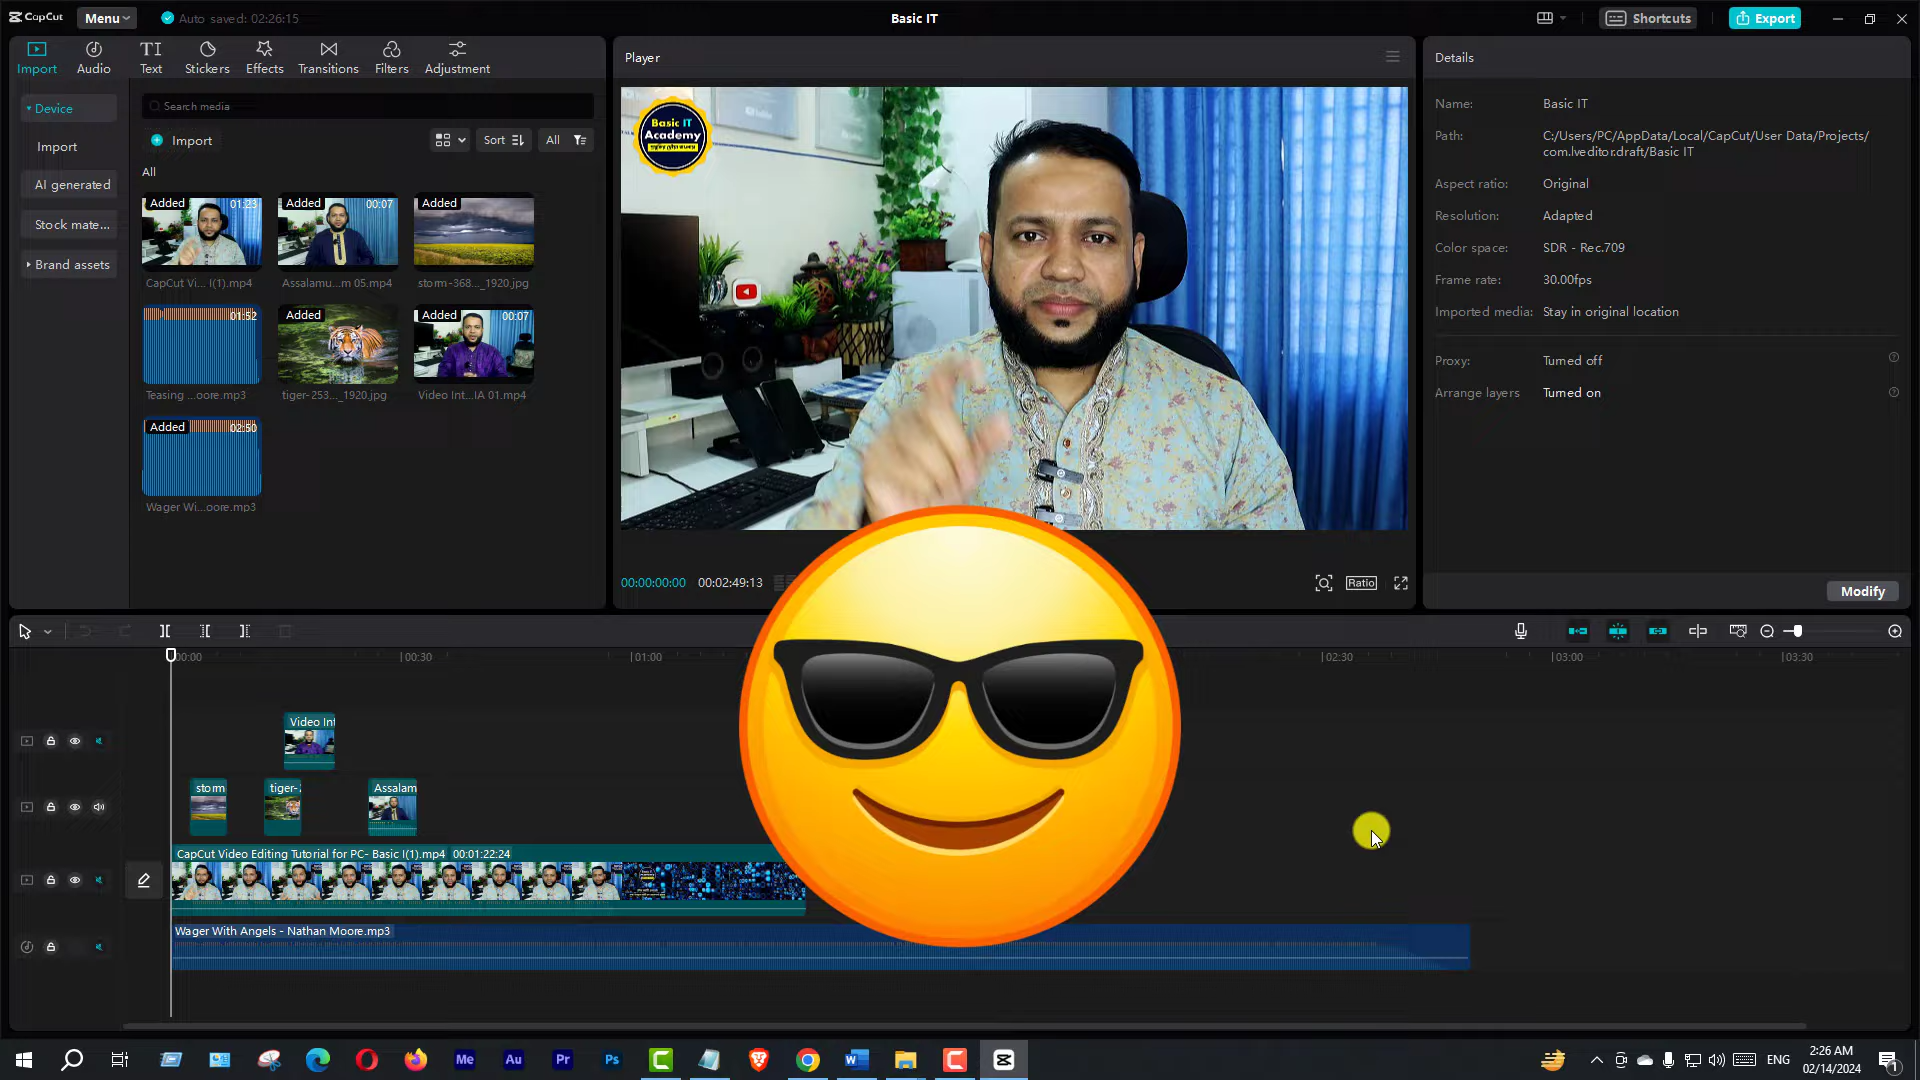 CapCut
Menu
Auto saved: 02:26:15
Basic IT
Shortcuts
Export
Import
Audio
TI
Text
Stickers
Effects
Transitions
Filters
Adjustment
Device
Import
AI generated
Stock mate...
Brand assets
Search media
Import
Sort
All
All
Added 01:23
CapCut Vi... I(1).mp4
Added 00:07
Assalamu...m 05.mp4
Added
storm-368..._1920.jpg
01:52
Teasing ...oore.mp3
Added
tiger-253..._1920.jpg
Added 00:07
Video Int...IA 01.mp4
Added 02:50
Wager Wi...oore.mp3
Player
Basic IT
Academy
00:00:00:00
00:02:49:13
Ratio
Details
Name: Basic IT
Path: C:/Users/PC/AppData/Local/CapCut/User Data/Projects/
com.lveditor.draft/Basic IT
Aspect ratio: Original
Resolution: Adapted
Color space: SDR - Rec.709
Frame rate: 30.00fps
Imported media: Stay in original location
Proxy: Turned off
Arrange layers Turned on
Modify
00:00
00:30
01:00
02:30
03:00
03:30
Video Int
storm
tiger-2
Assalam
CapCut Video Editing Tutorial for PC- Basic I(1).mp4 00:01:22:24
Wager With Angels - Nathan Moore.mp3
Me
Au
Pr
Ps
ENG
2:26 AM
02/14/2024
1